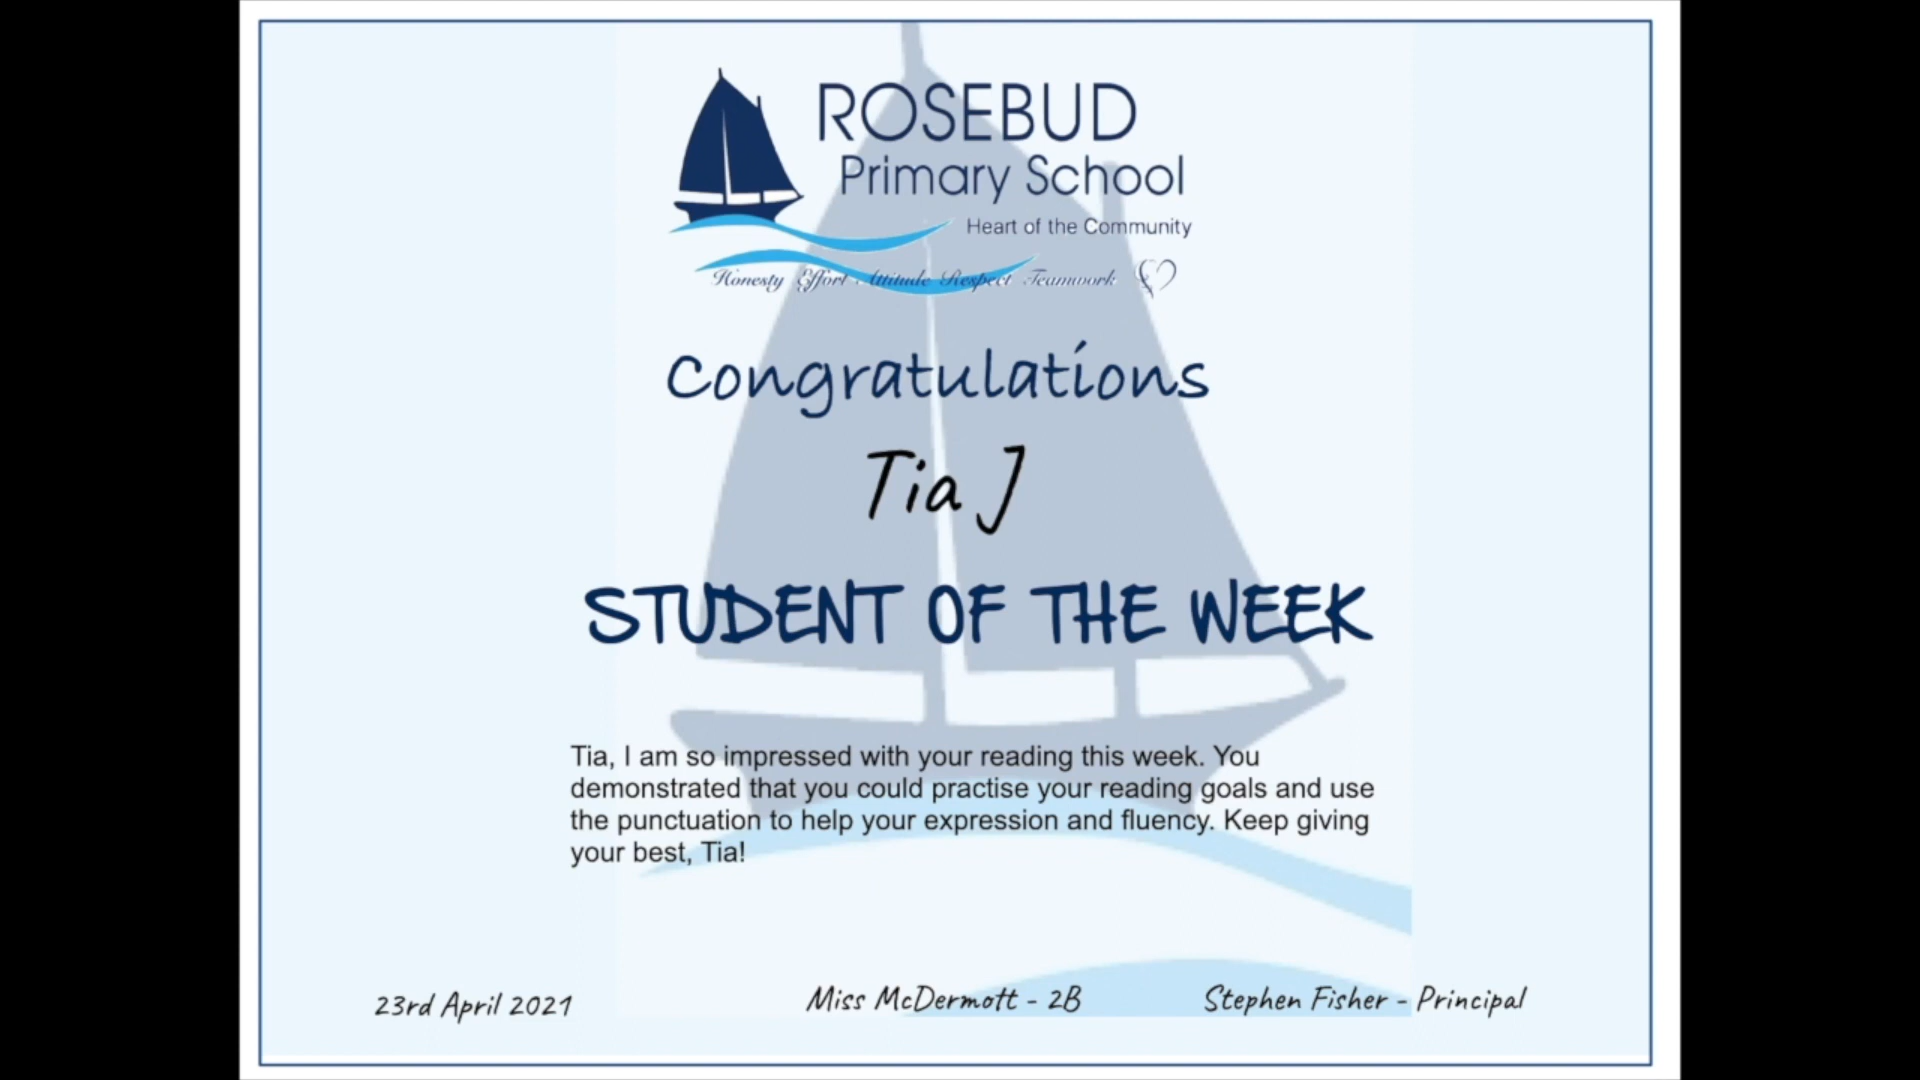 ROSEBUD
Primary School
Heart of the Community
Honesty Effort Attitude Respect Teamwork
Congratulations
Tia J
STUDENT OF THE WEEK
Tia, I am so impressed with your reading this week. You
demonstrated that you could practise your reading goals and use
the punctuation to help your expression and fluency. Keep giving
your best, Tia!
23rd April 2021
Miss McDermott - 2B
Stephen Fisher - Principal